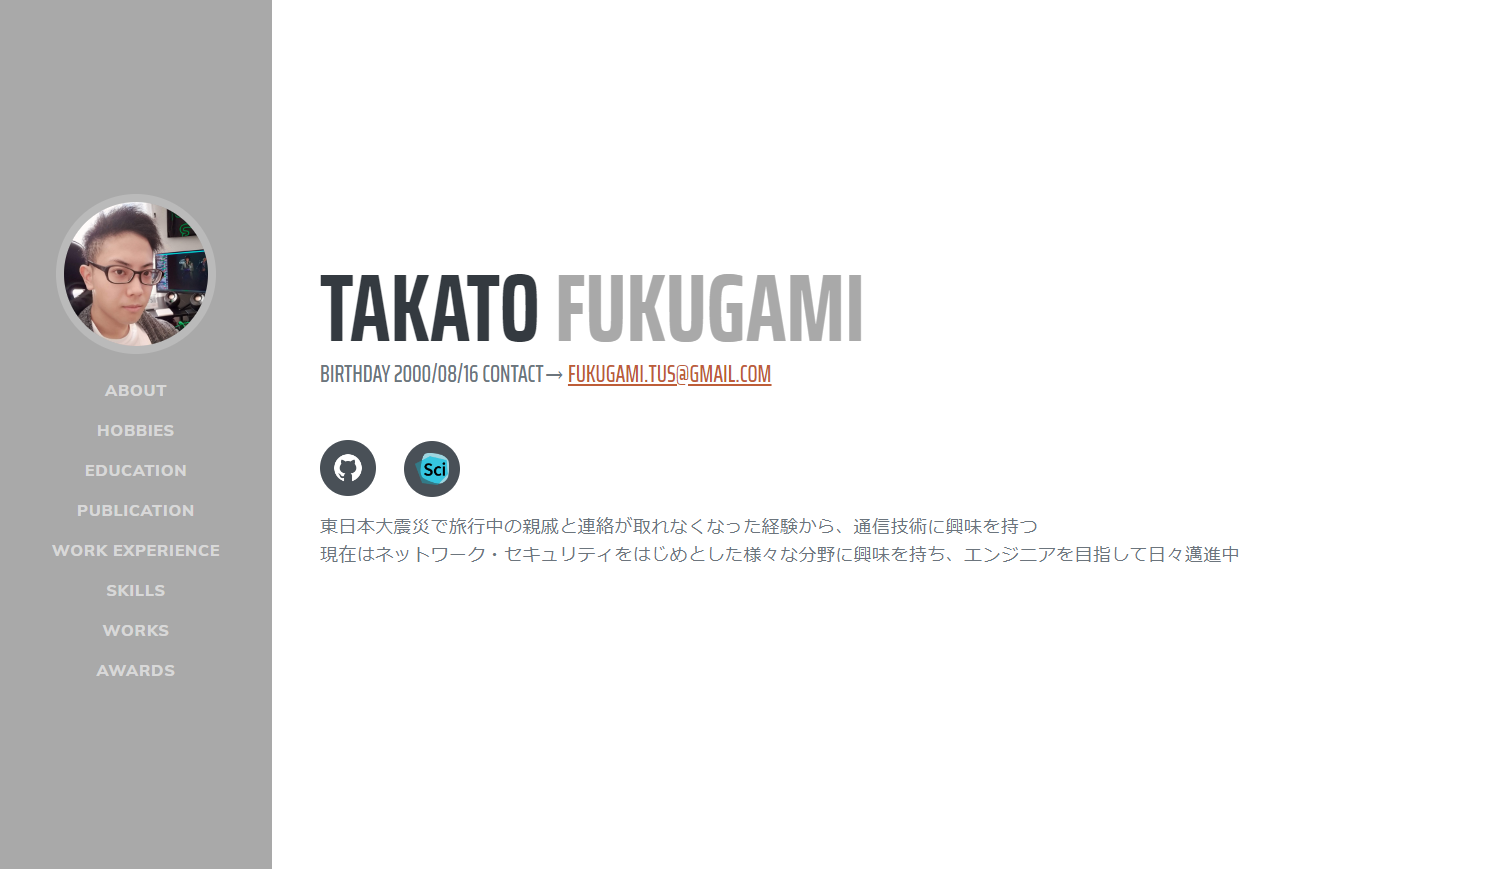 ABOUT
HOBBIES
EDUCATION
PUBLICATION
WORK EXPERIENCE
SKILLS
WORKS
AWARDS
TAKATO FUKUGAMI
BIRTHDAY 2000/08/16 CONTACT→ FUKUGAMI.TUS@GMAIL.COM
Sci
東日本大震災で旅行中の親戚と連絡が取れなくなった経験から、通信技術に興味を持つ
現在はネットワーク・セキュリティをはじめとした様々な分野に興味を持ち、エンジニアを目指して日々邁進中